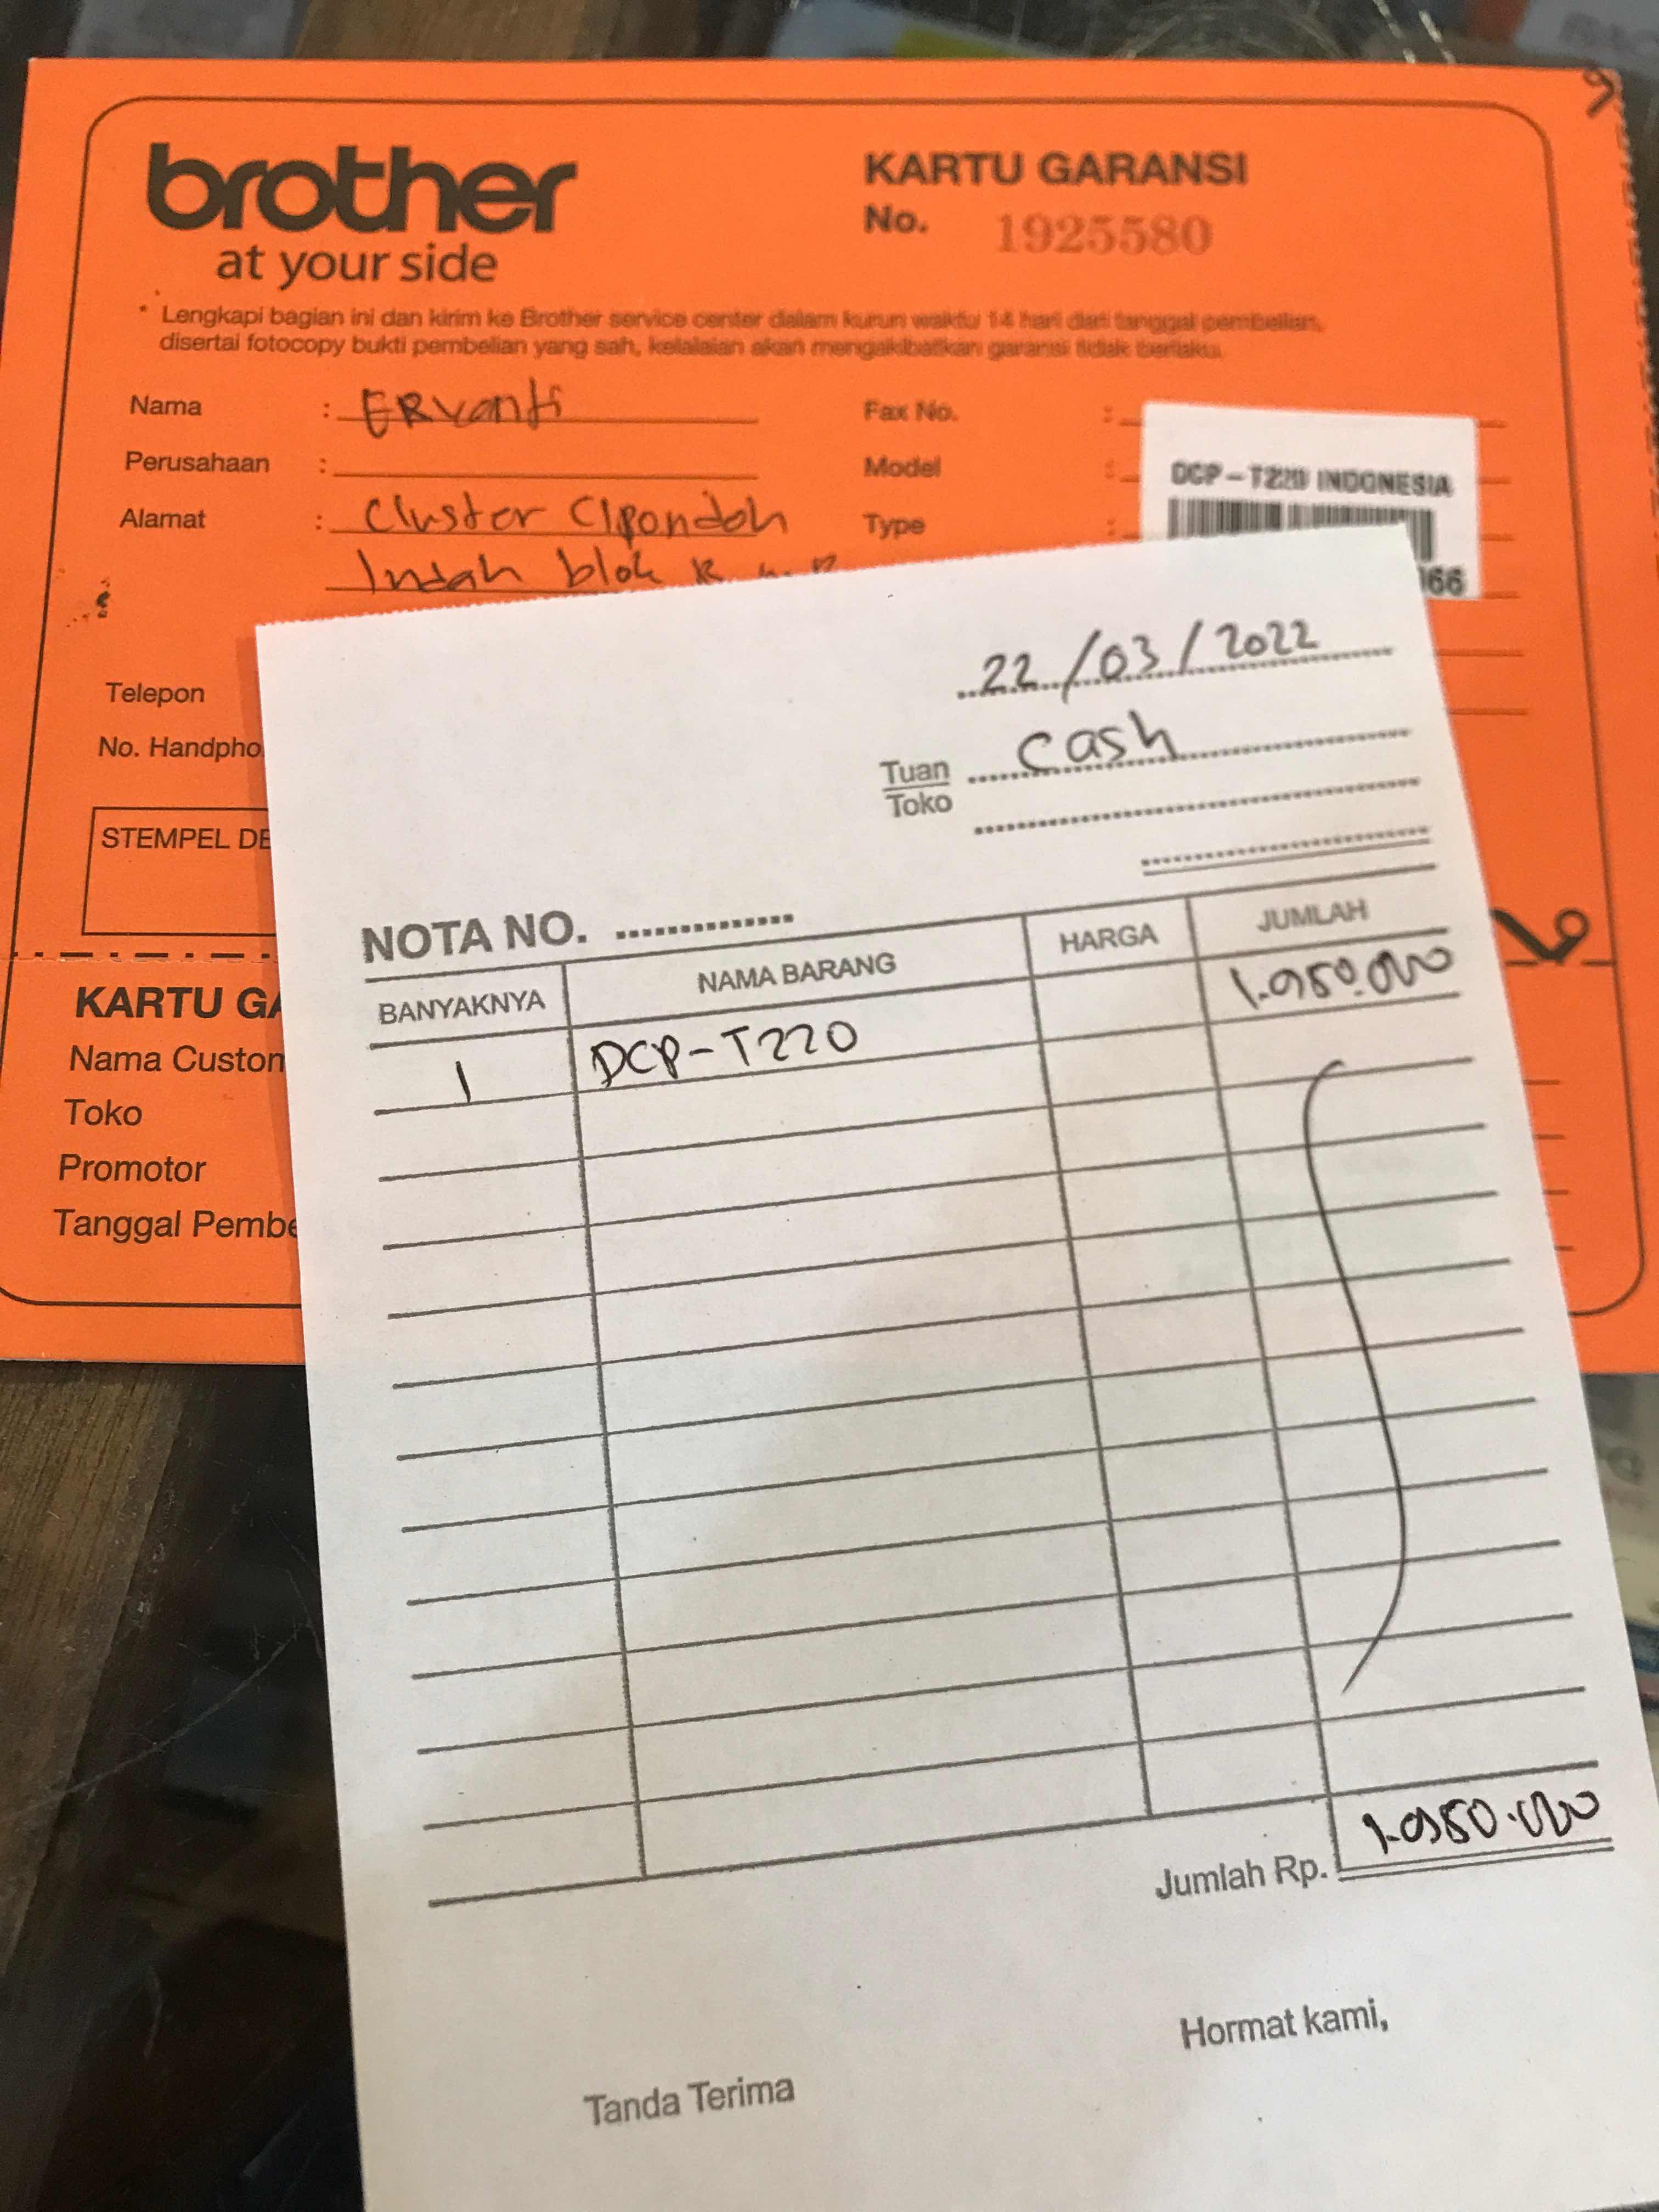 brother
at your side
KARTU GARANSI
No. 1925580
* Lengkapi bagian ini dan kirim ke Brother service center dalam kurun waktu 14 hari dari tanggal pembelian,
disertai fotocopy bukti pembelian yang sah, kelalaian akan mengakibatkan garansi tidak berlaku.
Nama : ERyanti
Perusahaan :
Alamat : Cluster Cipondoh
Indah blok K
Telepon
No. Handpho
Fax No. :
Model :
Type :
DCP-T220 INDONESIA
66
STEMPEL DE
KARTU GA
Nama Custom
Toko
Promotor
Tanggal Pembe
22/03/2022
Tuan Cash
Toko
NOTA NO. ..............
BANYAKNYA NAMA BARANG HARGA JUMLAH
1 DCP-T220 1.950.000
Jumlah Rp. 1.950.000
Tanda Terima
Hormat kami,